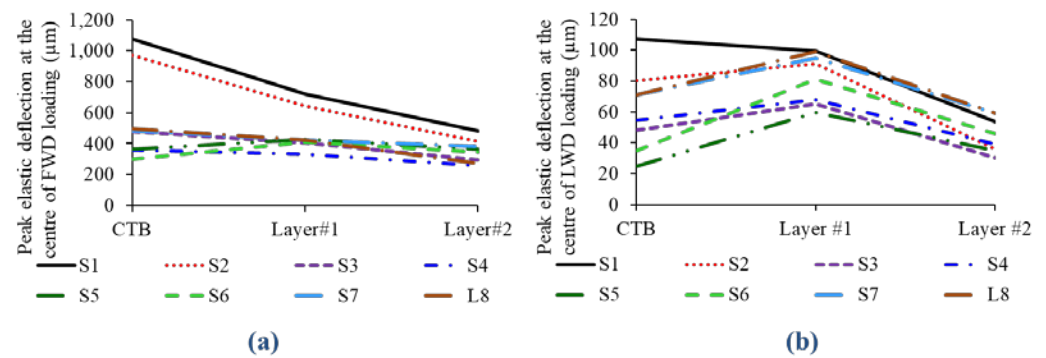 Peak elastic deflection at the
centre of FWD loading (µm)
1,200
1,000
800
600
400
200
0
CTB
Layer#1
Layer#2
S1
S2
S3
S4
S5
S6
S7
L8
(a)
Peak elastic deflection at the
centre of LWD loading (µm)
120
100
80
60
40
20
0
CTB
Layer #1
Layer #2
S1
S2
S3
S4
S5
S6
S7
L8
(b)